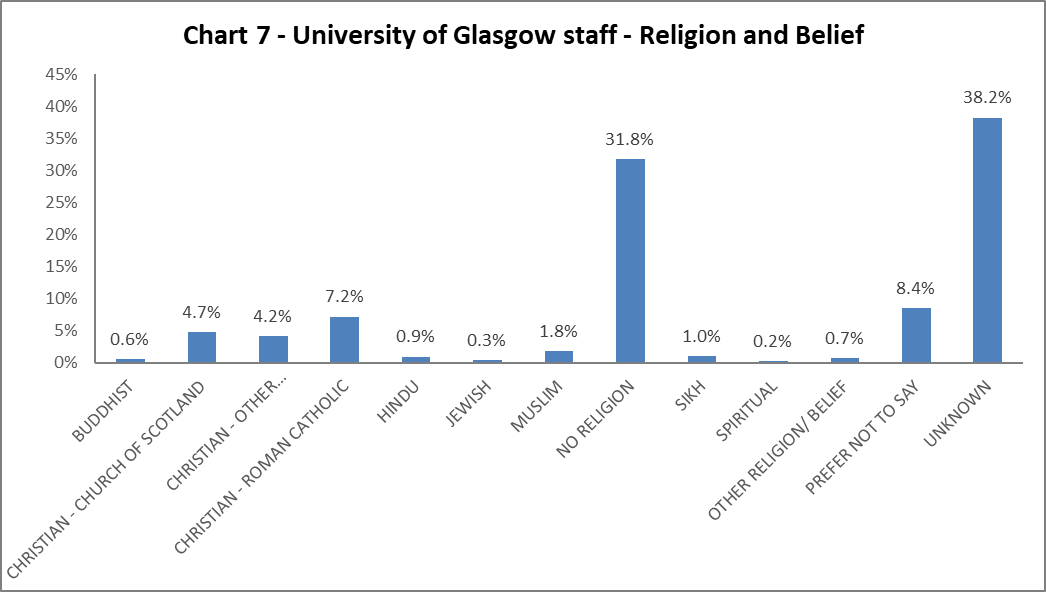 Chart 7 - University of Glasgow staff - Religion and Belief
45%
40%
35%
30%
25%
20%
15%
10%
5%
0%
0.6%
4.7%
4.2%
7.2%
0.9%
0.3%
1.8%
31.8%
1.0%
0.2%
0.7%
8.4%
38.2%
BUDDHIST
CHRISTIAN - CHURCH OF SCOTLAND
CHRISTIAN - OTHER...
CHRISTIAN - ROMAN CATHOLIC
HINDU
JEWISH
MUSLIM
NO RELIGION
SIKH
SPIRITUAL
OTHER RELIGION/ BELIEF
PREFER NOT TO SAY
UNKNOWN